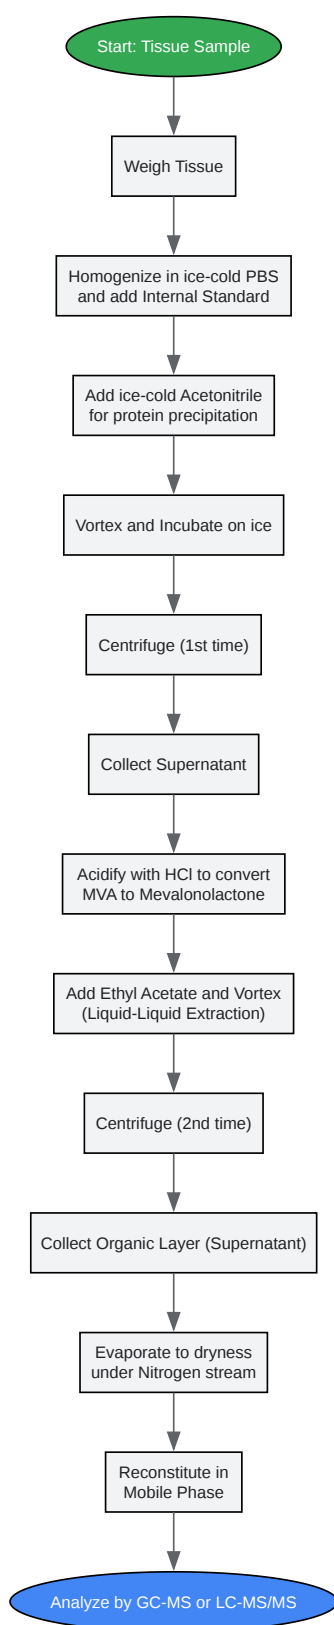 Start: Tissue Sample
Weigh Tissue
Homogenize in ice-cold PBS
and add Internal Standard
Add ice-cold Acetonitrile
for protein precipitation
Vortex and Incubate on ice
Centrifuge (1st time)
Collect Supernatant
Acidify with HCl to convert
MVA to Mevalonolactone
Add Ethyl Acetate and Vortex
(Liquid-Liquid Extraction)
Centrifuge (2nd time)
Collect Organic Layer (Supernatant)
Evaporate to dryness
under Nitrogen stream
Reconstitute in
Mobile Phase
Analyze by GC-MS or LC-MS/MS